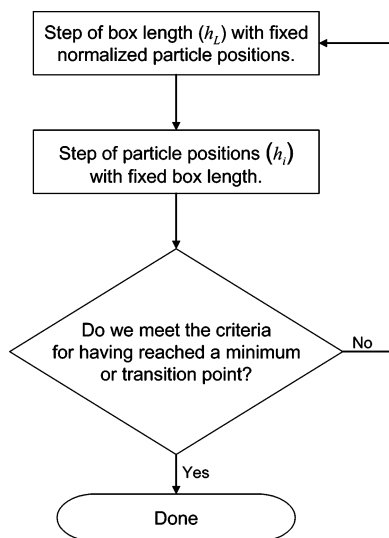 Step of box length (h_L) with fixed
normalized particle positions.
Step of particle positions (h_i)
with fixed box length.
Do we meet the criteria
for having reached a minimum
or transition point?
No
Yes
Done